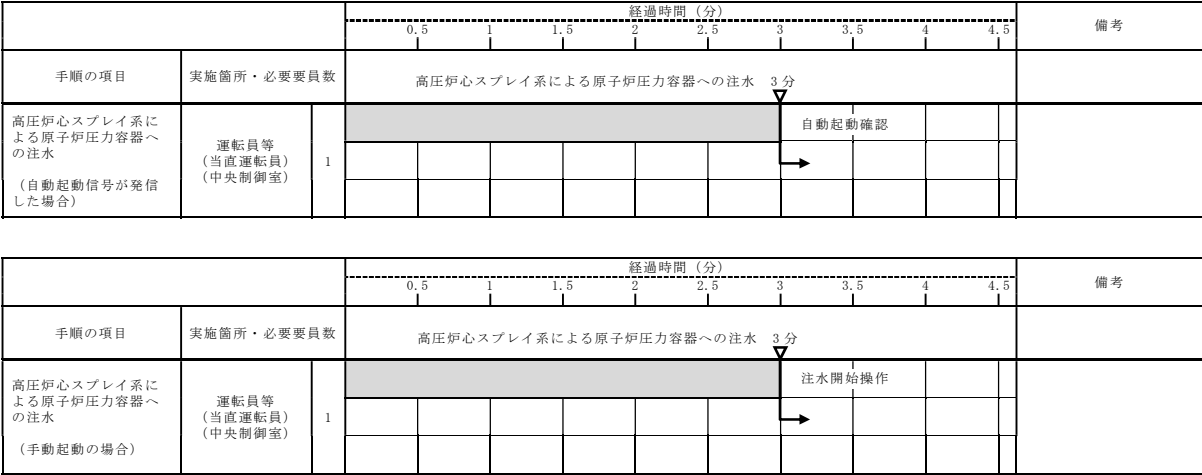 経過時間（分）
備考
0.5 1 1.5 2 2.5 3 3.5 4 4.5
手順の項目
実施箇所・必要要員数
高圧炉心スプレイ系による原子炉圧力容器への注水 3分
高圧炉心スプレイ系に
よる原子炉圧力容器へ
の注水
（自動起動信号が発信
した場合）
運転員等
（当直運転員）
（中央制御室）
1
自動起動確認
経過時間（分）
備考
0.5 1 1.5 2 2.5 3 3.5 4 4.5
手順の項目
実施箇所・必要要員数
高圧炉心スプレイ系による原子炉圧力容器への注水 3分
高圧炉心スプレイ系に
よる原子炉圧力容器へ
の注水
（手動起動の場合）
運転員等
（当直運転員）
（中央制御室）
1
注水開始操作